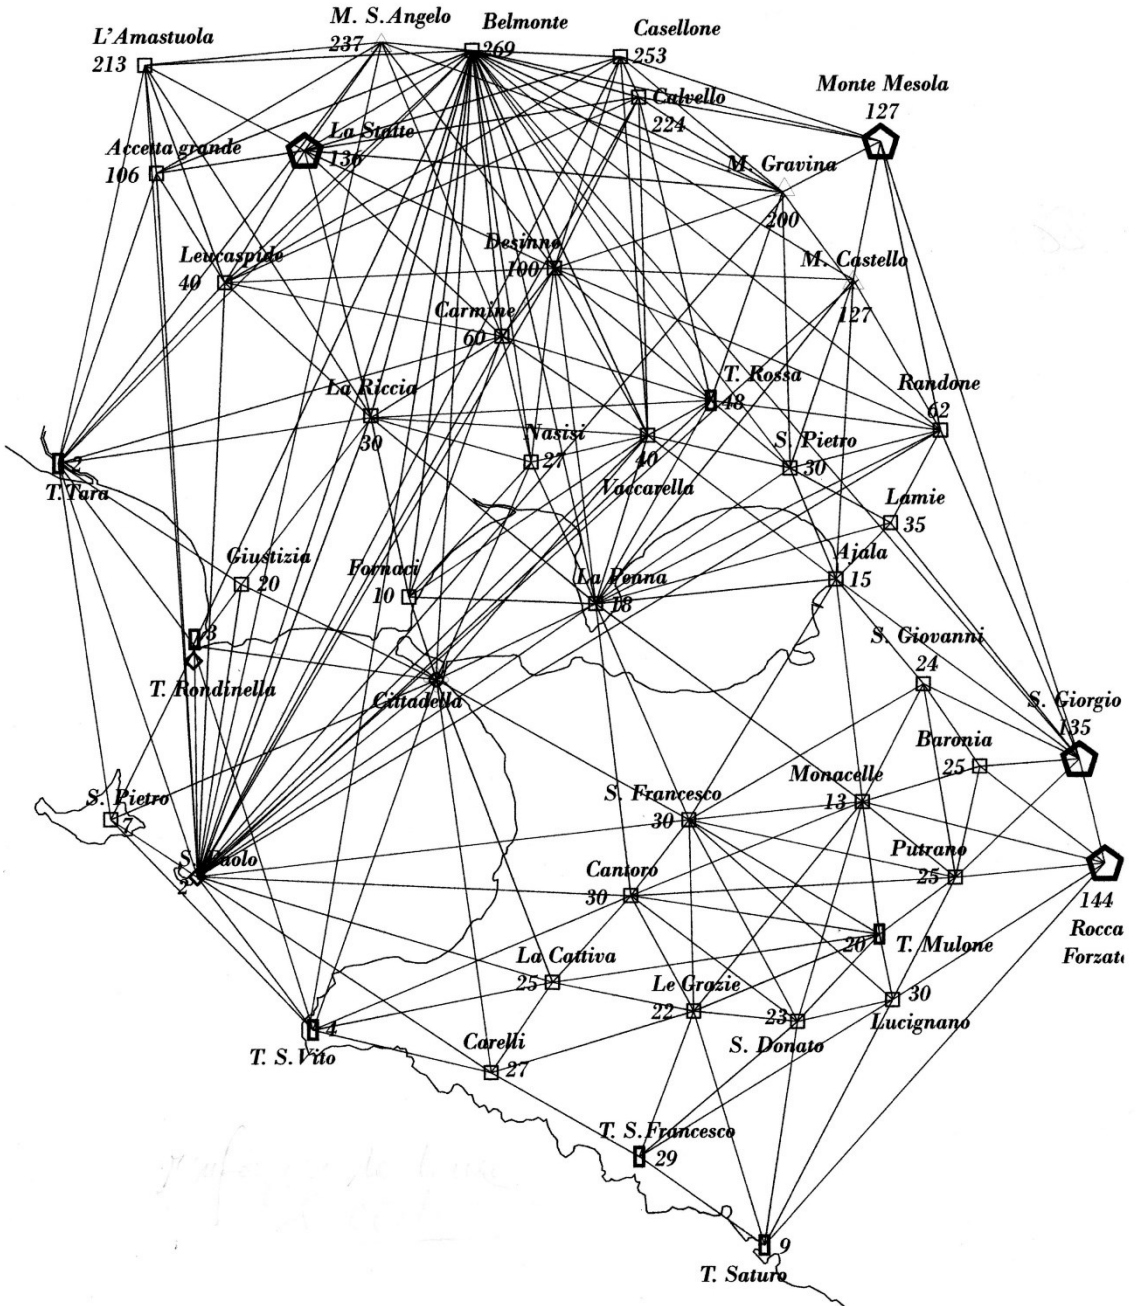 M. S.Angelo
237
Belmonte
269
Casellone
253
L'Amastuola
213
Monte Mesola
127
Calvello
224
La Statte
136
Accetta grande
106
M. Gravina
200
Desinno
100
Leucaspide
40
M. Castello
127
Carmine
60
T. Rossa
48
La Riccia
30
Randone
62
Nasisi
27
S. Pietro
30
40
Vaccarella
2
T. Tara
Lamie
35
Giustizia
20
Fornaci
10
La Penna
18
Ajala
15
3
T. Rondinella
S. Giovanni
24
Cittadella
S. Giorgio
135
Baronia
25
Monacelle
13
S. Pietro
7
S. Francesco
30
S. Paolo
2
Cantoro
30
Putrano
25
144
Rocca
Forzate
20
T. Mulone
La Cattiva
25
Le Grazie
22
30
Lucignano
23
S. Donato
4
T. S.Vito
Carelli
27
T. S.Francesco
29
9
T. Saturo